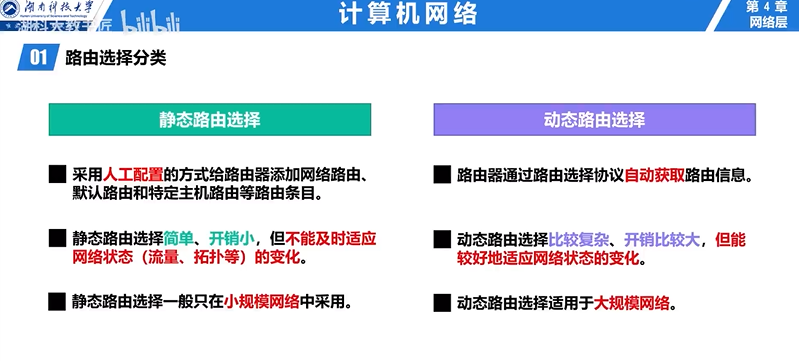 湖南科技大学
湖科大教书匠 bilibili
计算机网络
第 4 章
网络层
01 路由选择分类
静态路由选择
采用人工配置的方式给路由器添加网络路由、
默认路由和特定主机路由等路由条目。
静态路由选择简单、开销小，但不能及时适应
网络状态（流量、拓扑等）的变化。
静态路由选择一般只在小规模网络中采用。
动态路由选择
路由器通过路由选择协议自动获取路由信息。
动态路由选择比较复杂、开销比较大，但能
较好地适应网络状态的变化。
动态路由选择适用于大规模网络。